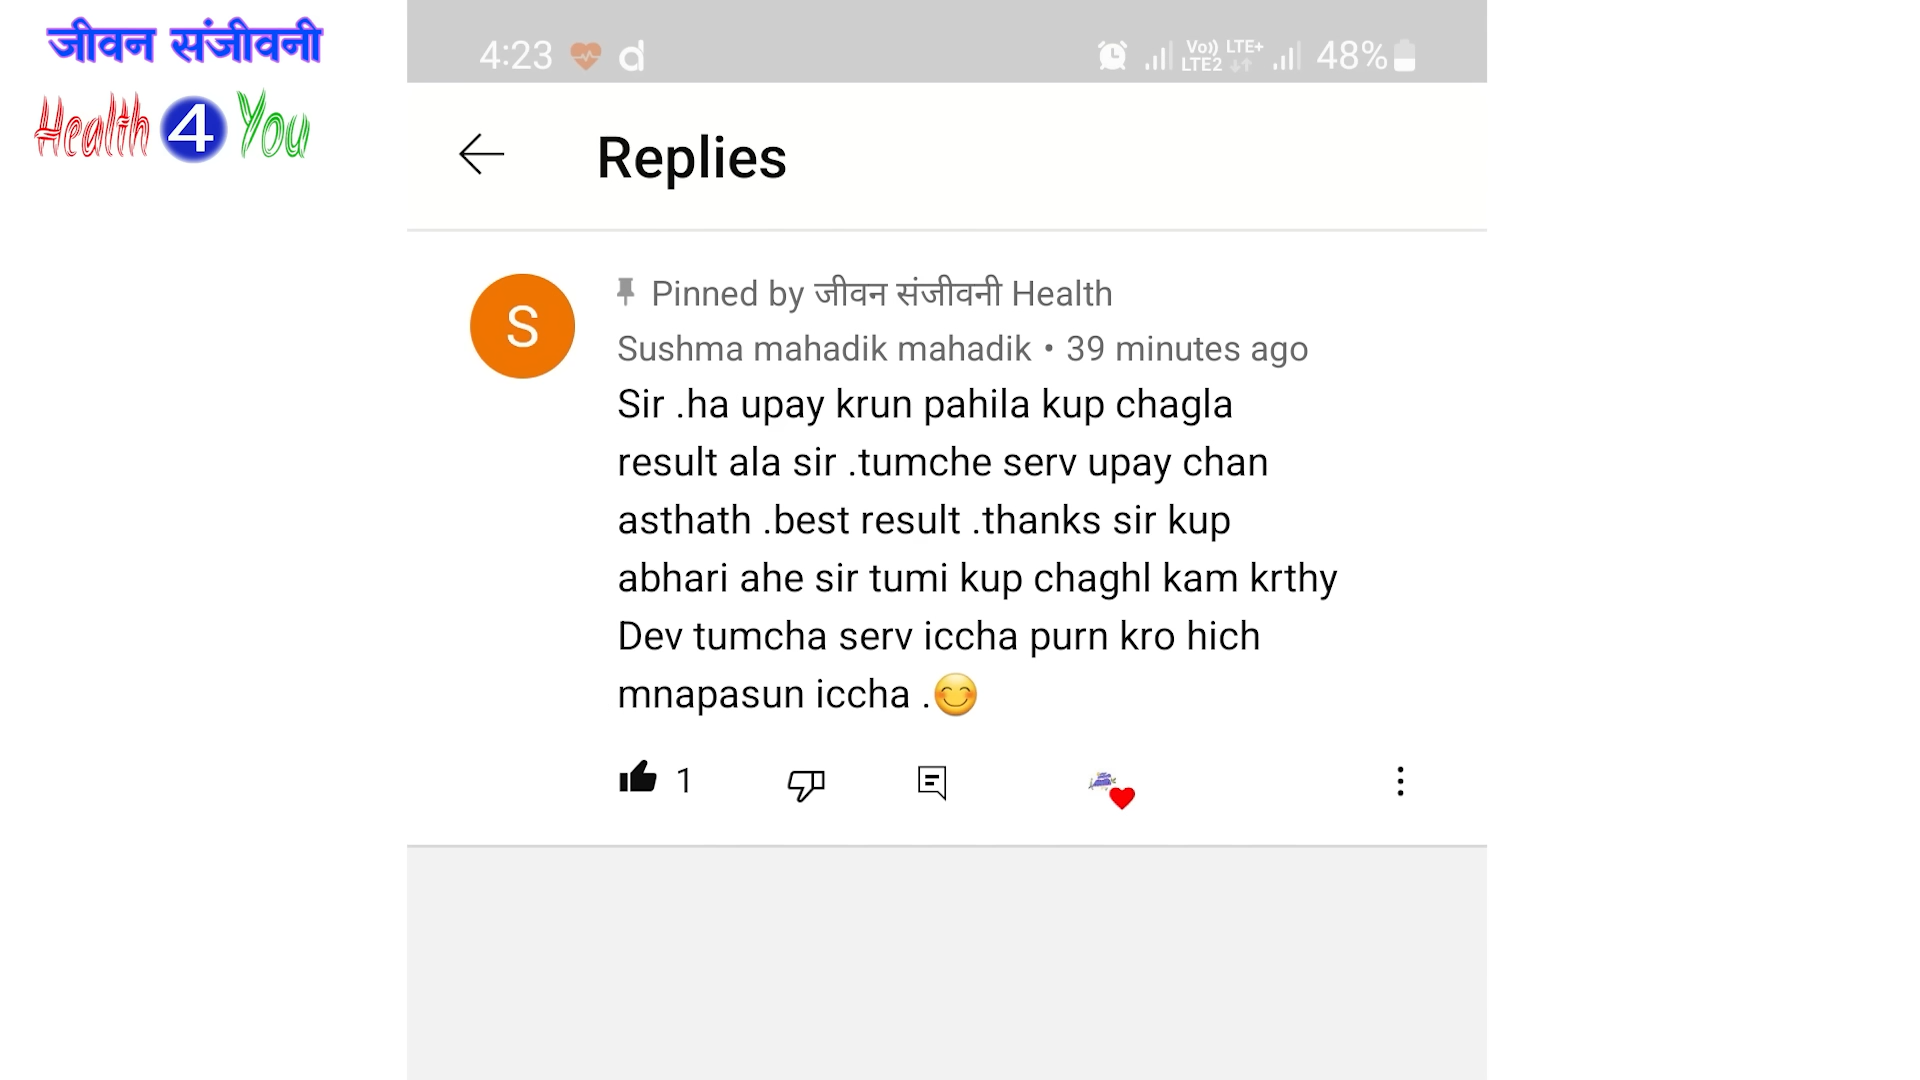 जीवन संजीवनी
Health 4 You
4:23 d Vo)) LTE+ LTE2 48%
Replies
Pinned by जीवन संजीवनी Health
Sushma mahadik mahadik • 39 minutes ago
Sir .ha upay krun pahila kup chagla
result ala sir .tumche serv upay chan
asthath .best result .thanks sir kup
abhari ahe sir tumi kup chaghl kam krthy
Dev tumcha serv iccha purn kro hich
mnapasun iccha .😊
1